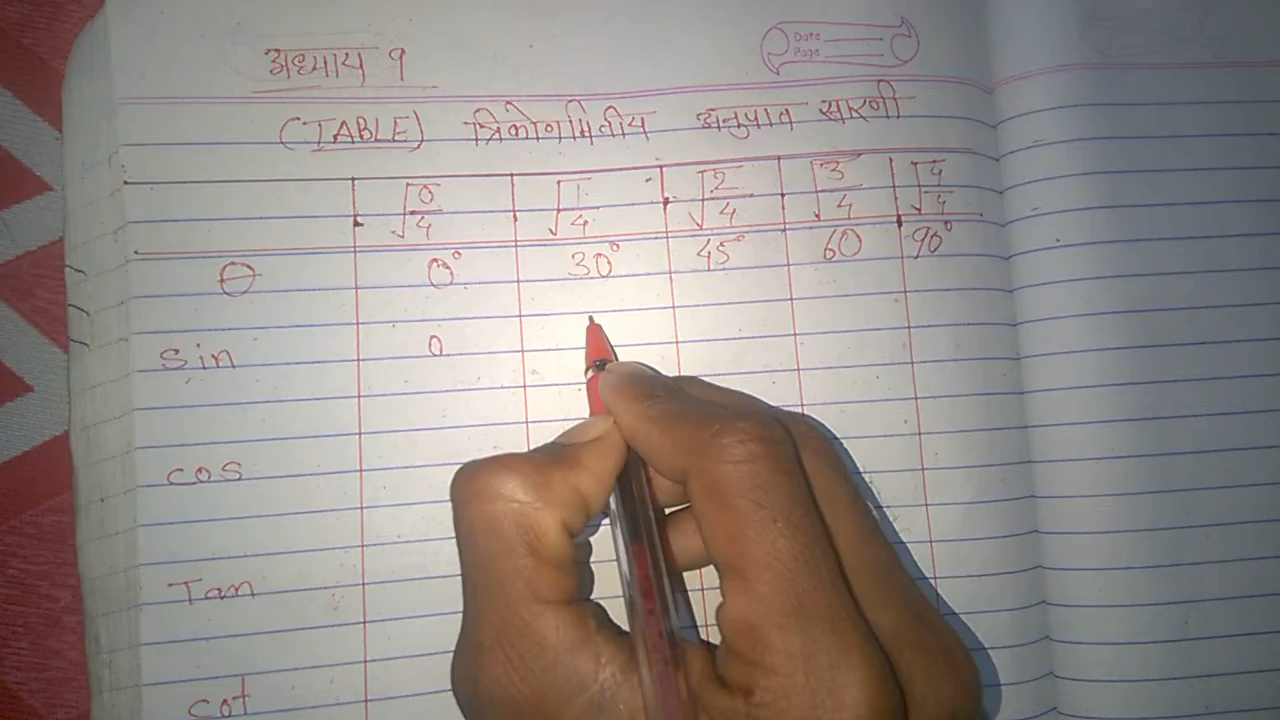 अध्याय १
Date
Page
(TABLE) त्रिकोणमितीय अनुपात सारणी
√0/4 √1/4 √2/4 √3/4 √4/4
θ 0° 30° 45° 60 90°
Sin 0
cos
Tan
cot